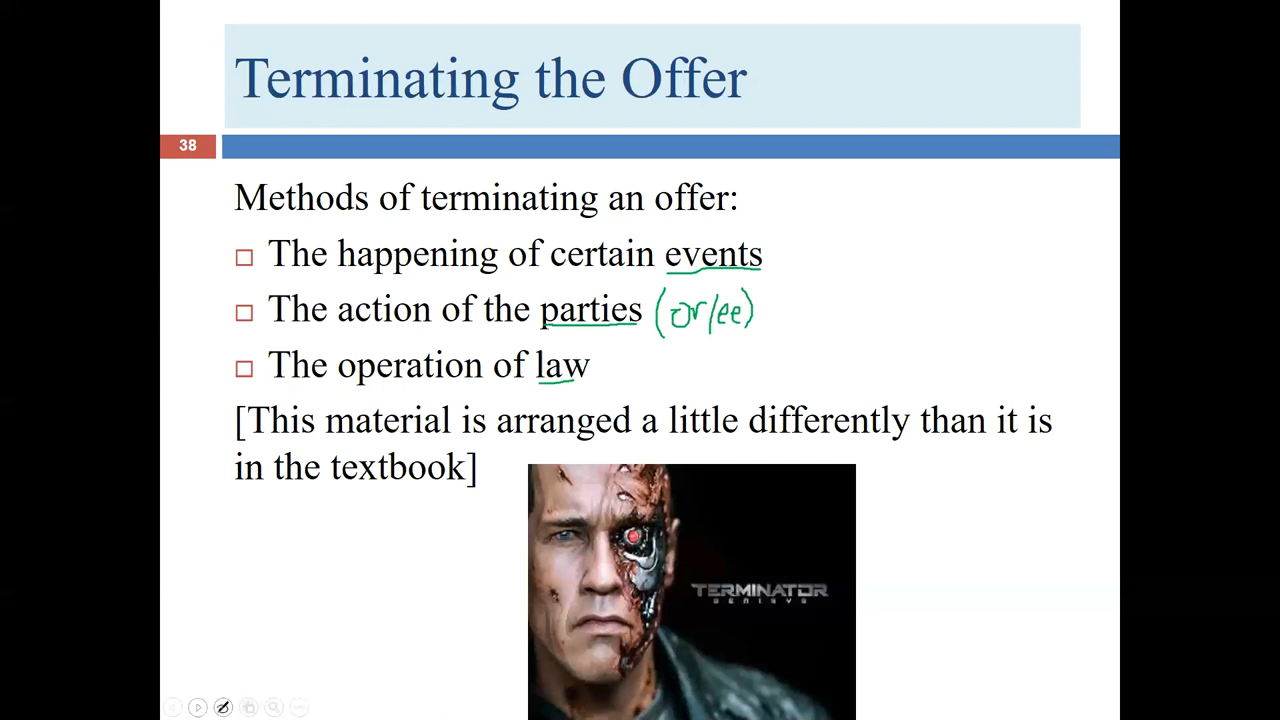 Terminating the Offer
38
Methods of terminating an offer:
The happening of certain events
The action of the parties (or/ee)
The operation of law
[This material is arranged a little differently than it is
in the textbook]
TERMINATOR
GENISYS